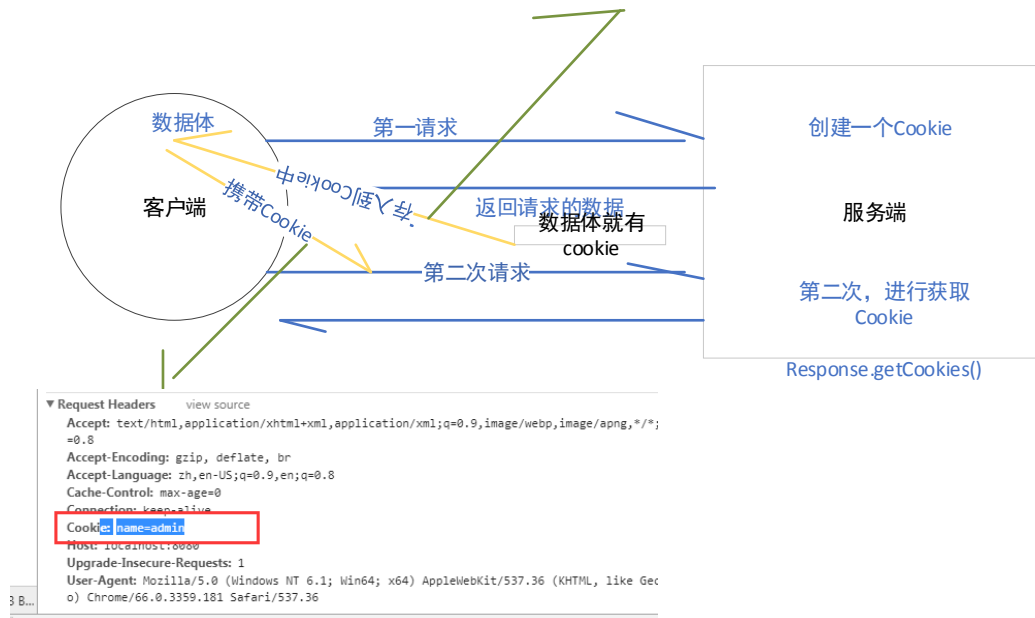 数据体
第一请求
创建一个Cookie
存入到Cookie中
携带Cookie
客户端
返回请求的数据
服务端
数据体就有
cookie
第二次请求
第二次，进行获取
Cookie
Response.getCookies()
Request Headers view source
Accept: text/html,application/xhtml+xml,application/xml;q=0.9,image/webp,image/apng,*/*;
=0.8
Accept-Encoding: gzip, deflate, br
Accept-Language: zh,en-US;q=0.9,en;q=0.8
Cache-Control: max-age=0
Connection: keep-alive
Cookie: name=admin
Host: localhost:8080
Upgrade-Insecure-Requests: 1
User-Agent: Mozilla/5.0 (Windows NT 6.1; Win64; x64) AppleWebKit/537.36 (KHTML, like Gec
o) Chrome/66.0.3359.181 Safari/537.36
B...